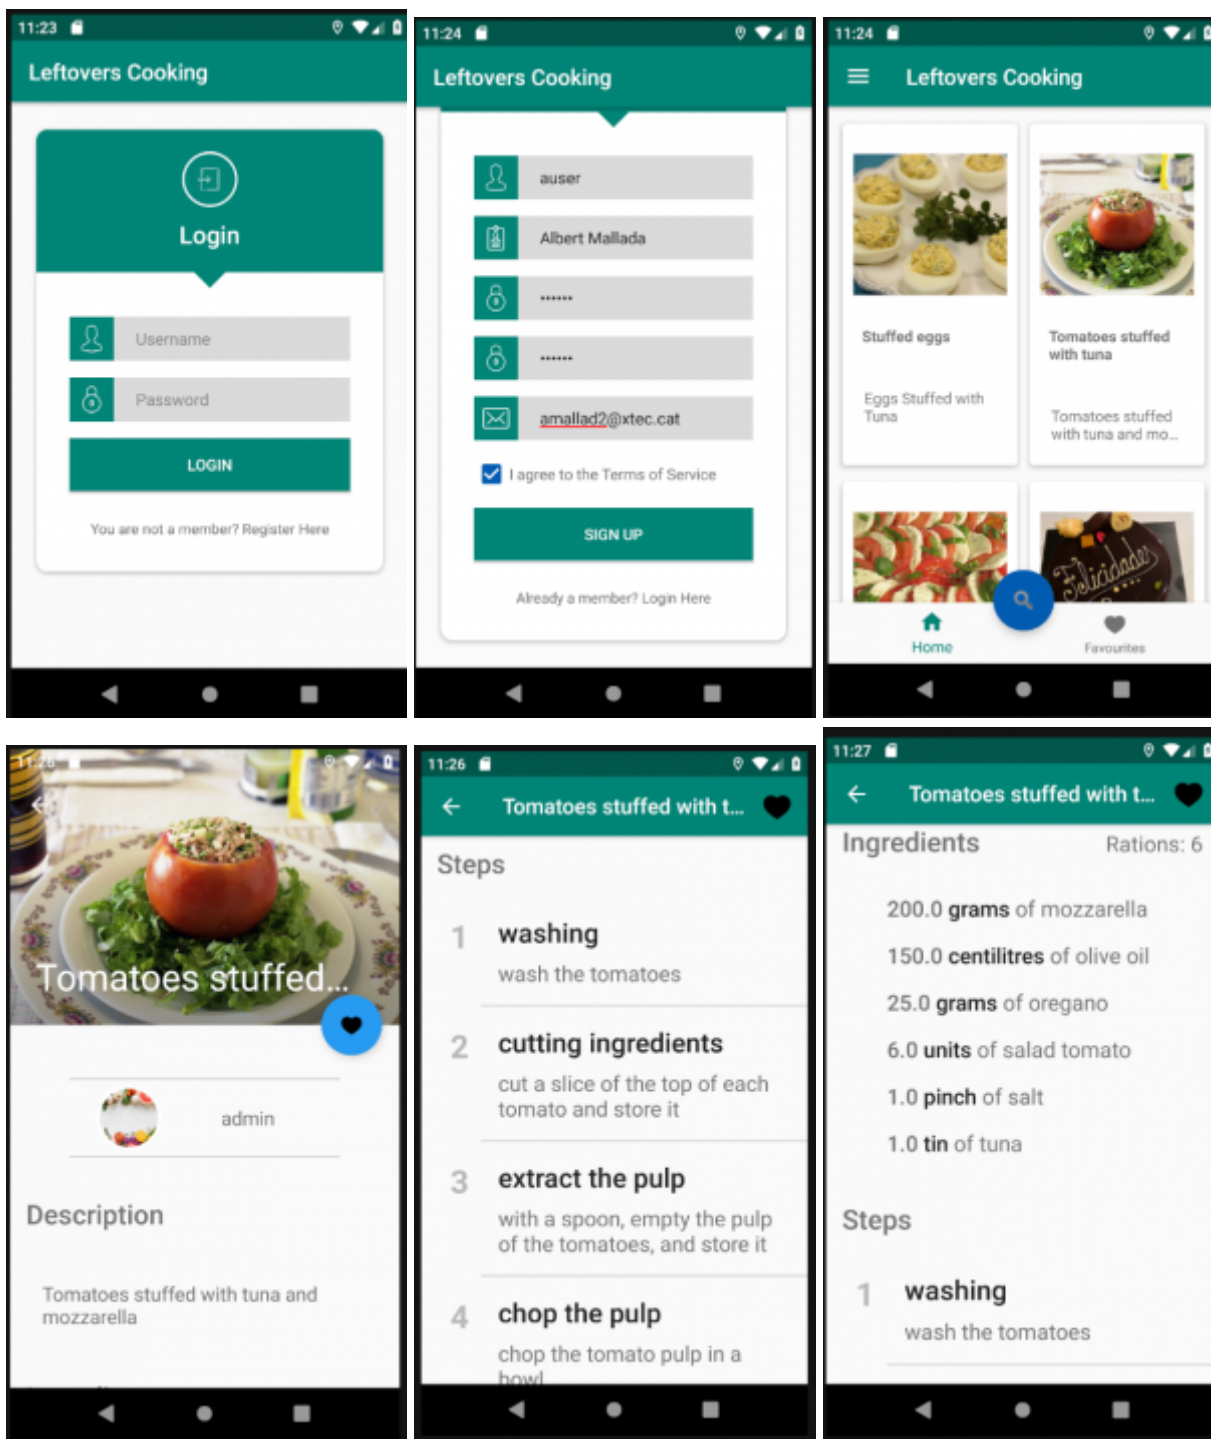 11:23
Leftovers Cooking
Login
Username
Password
LOGIN
You are not a member? Register Here
11:24
Leftovers Cooking
auser
Albert Mallada
••••••
••••••
amallad2@xtec.cat
I agree to the Terms of Service
SIGN UP
Already a member? Login Here
11:24
Leftovers Cooking
Stuffed eggs
Eggs Stuffed with
Tuna
Tomatoes stuffed
with tuna
Tomatoes stuffed
with tuna and mo...
Felicidades
Home
Favourites
11:26
Tomatoes stuffed...
admin
Description
Tomatoes stuffed with tuna and
mozzarella
11:26
Tomatoes stuffed with t...
Steps
1 washing
wash the tomatoes
2 cutting ingredients
cut a slice of the top of each
tomato and store it
3 extract the pulp
with a spoon, empty the pulp
of the tomatoes, and store it
4 chop the pulp
chop the tomato pulp in a
bowl
11:27
Tomatoes stuffed with t...
Ingredients Rations: 6
200.0 grams of mozzarella
150.0 centilitres of olive oil
25.0 grams of oregano
6.0 units of salad tomato
1.0 pinch of salt
1.0 tin of tuna
Steps
1 washing
wash the tomatoes